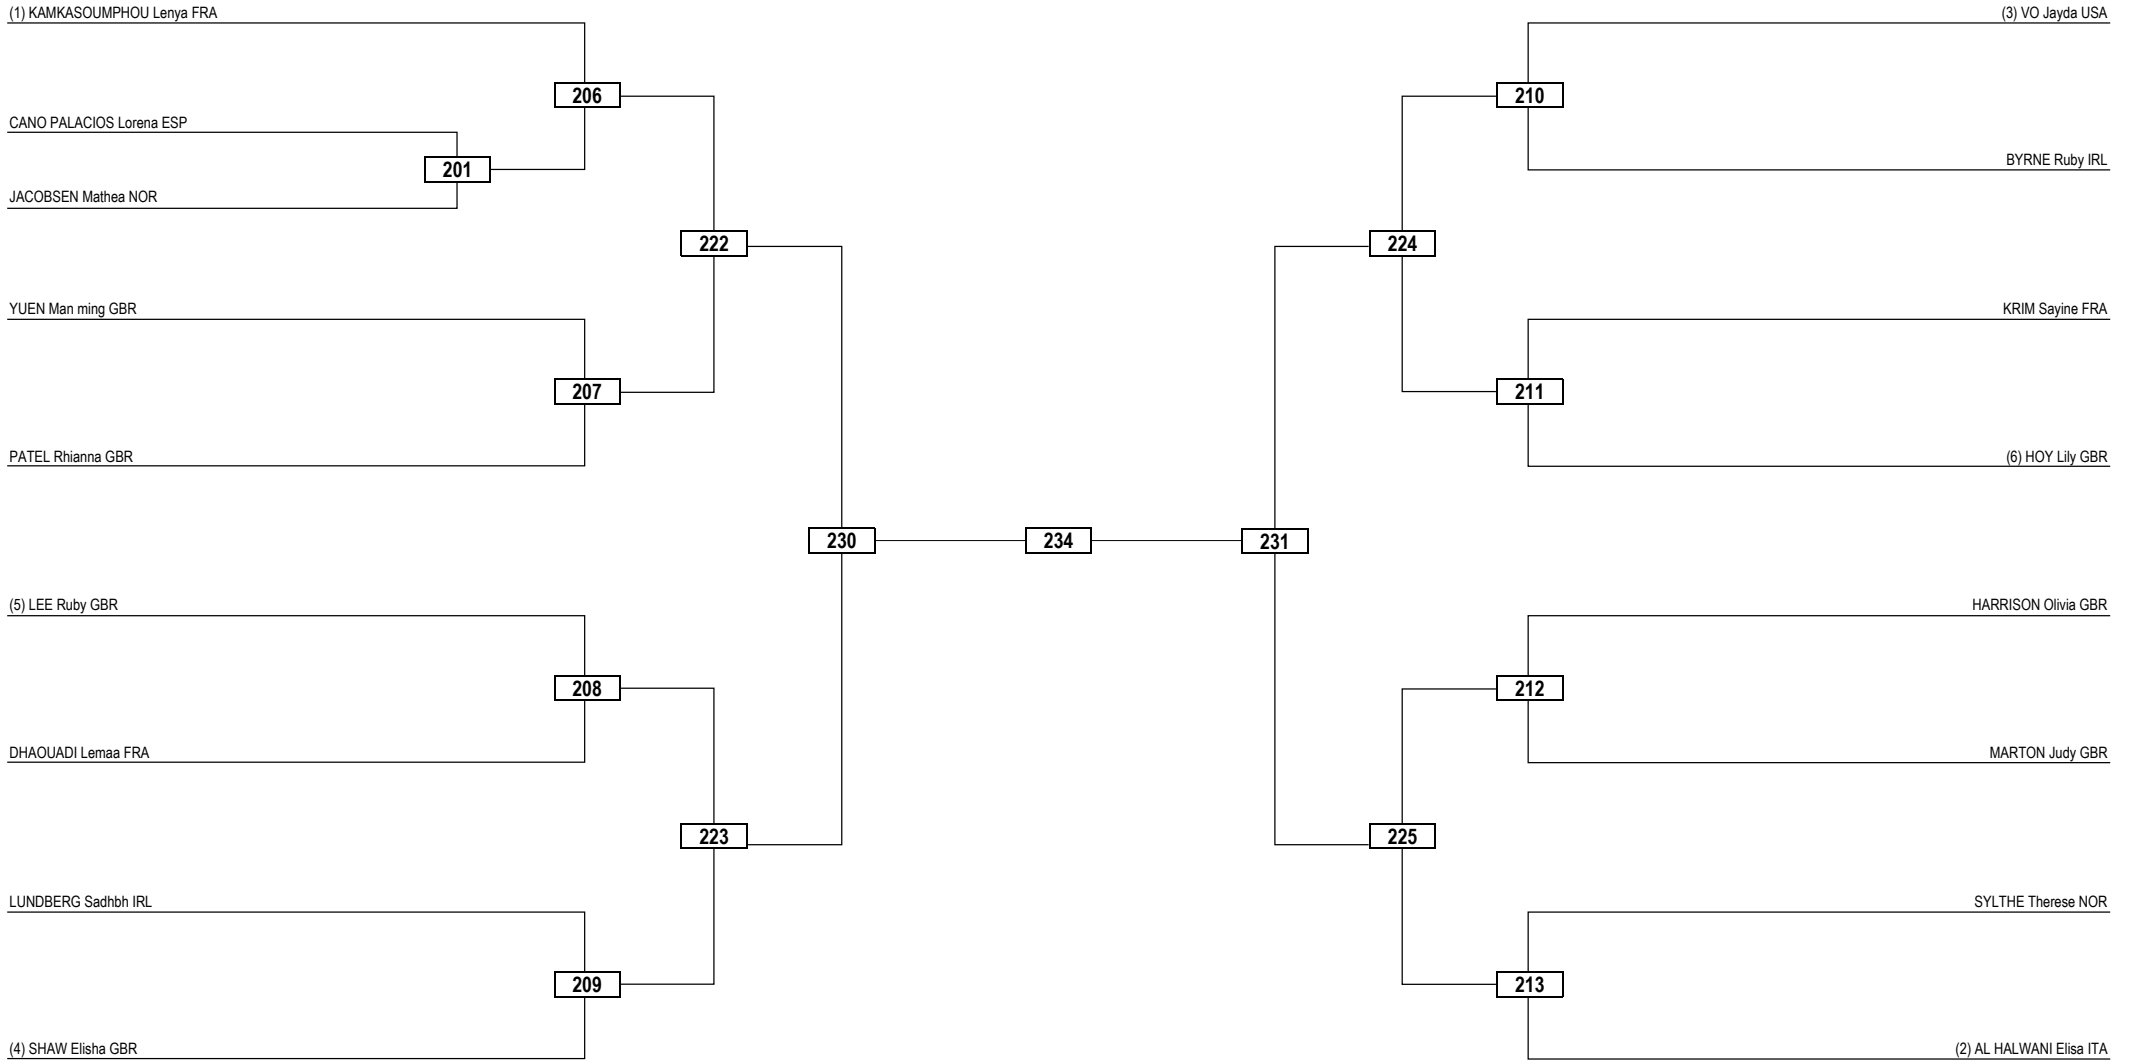 (1) KAMKASOUMPHOU Lenya FRA
(3) VO Jayda USA
206
210
CANO PALACIOS Lorena ESP
201
BYRNE Ruby IRL
JACOBSEN Mathea NOR
222
224
YUEN Man ming GBR
KRIM Sayine FRA
207
211
PATEL Rhianna GBR
(6) HOY Lily GBR
230
234
231
(5) LEE Ruby GBR
HARRISON Olivia GBR
208
212
DHAOUADI Lemaa FRA
MARTON Judy GBR
223
225
LUNDBERG Sadhbh IRL
SYLTHE Therese NOR
209
213
(4) SHAW Elisha GBR
(2) AL HALWANI Elisa ITA